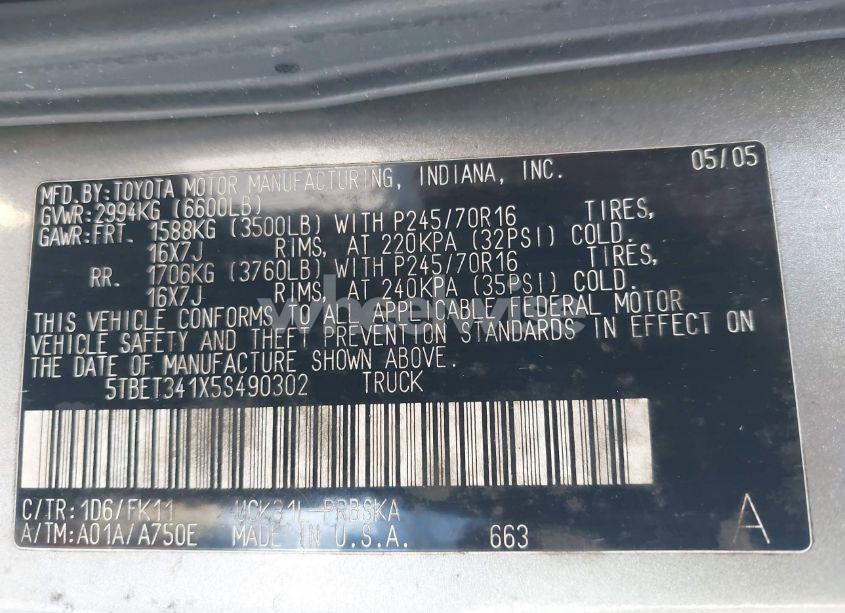 MFD.BY:TOYOTA MOTOR MANUFACTURING, INDIANA, INC. 05/05
GVWR:2994KG (6600LB)
GAWR:FRT. 1588KG (3500LB) WITH P245/70R16 TIRES,
16X7J RIMS, AT 220KPA (32PSI) COLD.
RR. 1706KG (3760LB) WITH P245/70R16 TIRES,
16X7J RIMS, AT 240KPA (35PSI) COLD.
THIS VEHICLE CONFORMS TO ALL APPLICABLE FEDERAL MOTOR
VEHICLE SAFETY AND THEFT PREVENTION STANDARDS IN EFFECT ON
THE DATE OF MANUFACTURE SHOWN ABOVE.
5TBET341X5S490302 TRUCK
C/TR:1D6/FK11 UCK31L-PRBSKA A
A/TM:A01A/A750E MADE IN U.S.A. 663